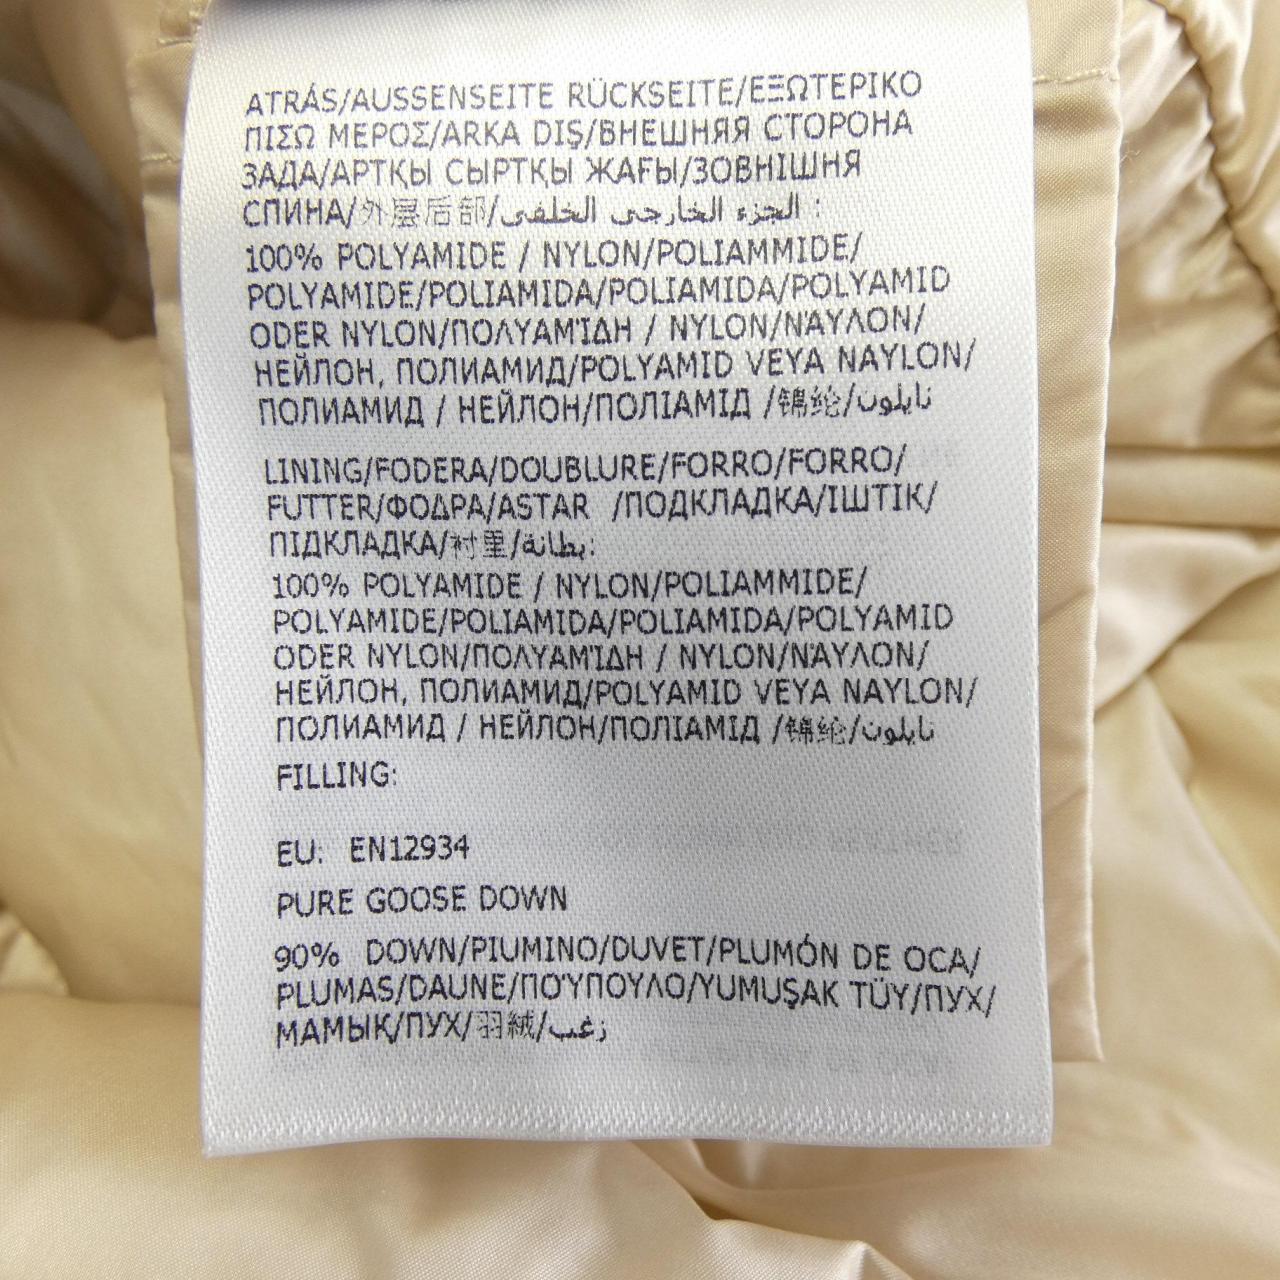 ATRÁS/AUSSENSEITE RÜCKSEITE/ΕΞΩΤΕΡΙΚΟ
ΠΙΣΩ ΜΕΡΟΣ/ARKA DIŞ/ВНЕШНЯЯ СТОРОНА
ЗАДА/АРТҚЫ СЫРТҚЫ ЖАҒЫ/ЗОВНІШНЯ
СПИНА/外层后部/الجزء الخارجي الخلفي :
100% POLYAMIDE / NYLON/POLIAMMIDE/
POLYAMIDE/POLIAMIDA/POLIAMIDA/POLYAMID
ODER NYLON/ΠΟΛΥΑΜΊΔΗ / NYLON/ΝΆΥΛΟΝ/
НЕЙЛОН, ПОЛИАМИД/POLYAMID VEYA NAYLON/
ПОЛИАМИД / НЕЙЛОН/ПОЛІАМІД /锦纶/نايلون
LINING/FODERA/DOUBLURE/FORRO/FORRO/
FUTTER/ΦΟΔΡΑ/ASTAR /ПОДКЛАДКА/ІШТІК/
ПІДКЛАДКА/衬里/بطانة:
100% POLYAMIDE / NYLON/POLIAMMIDE/
POLYAMIDE/POLIAMIDA/POLIAMIDA/POLYAMID
ODER NYLON/ΠΟΛΥΑΜΊΔΗ / NYLON/ΝΆΥΛΟΝ/
НЕЙЛОН, ПОЛИАМИД/POLYAMID VEYA NAYLON/
ПОЛИАМИД / НЕЙЛОН/ПОЛІАМІД /锦纶/نايلون
FILLING:
EU: EN12934
PURE GOOSE DOWN
90% DOWN/PIUMINO/DUVET/PLUMÓN DE OCA/
PLUMAS/DAUNE/ΠΟΎΠΟΥΛΟ/YUMUŞAK TÜY/ПУХ/
МАМЫҚ/ПУХ/羽絨/زغب